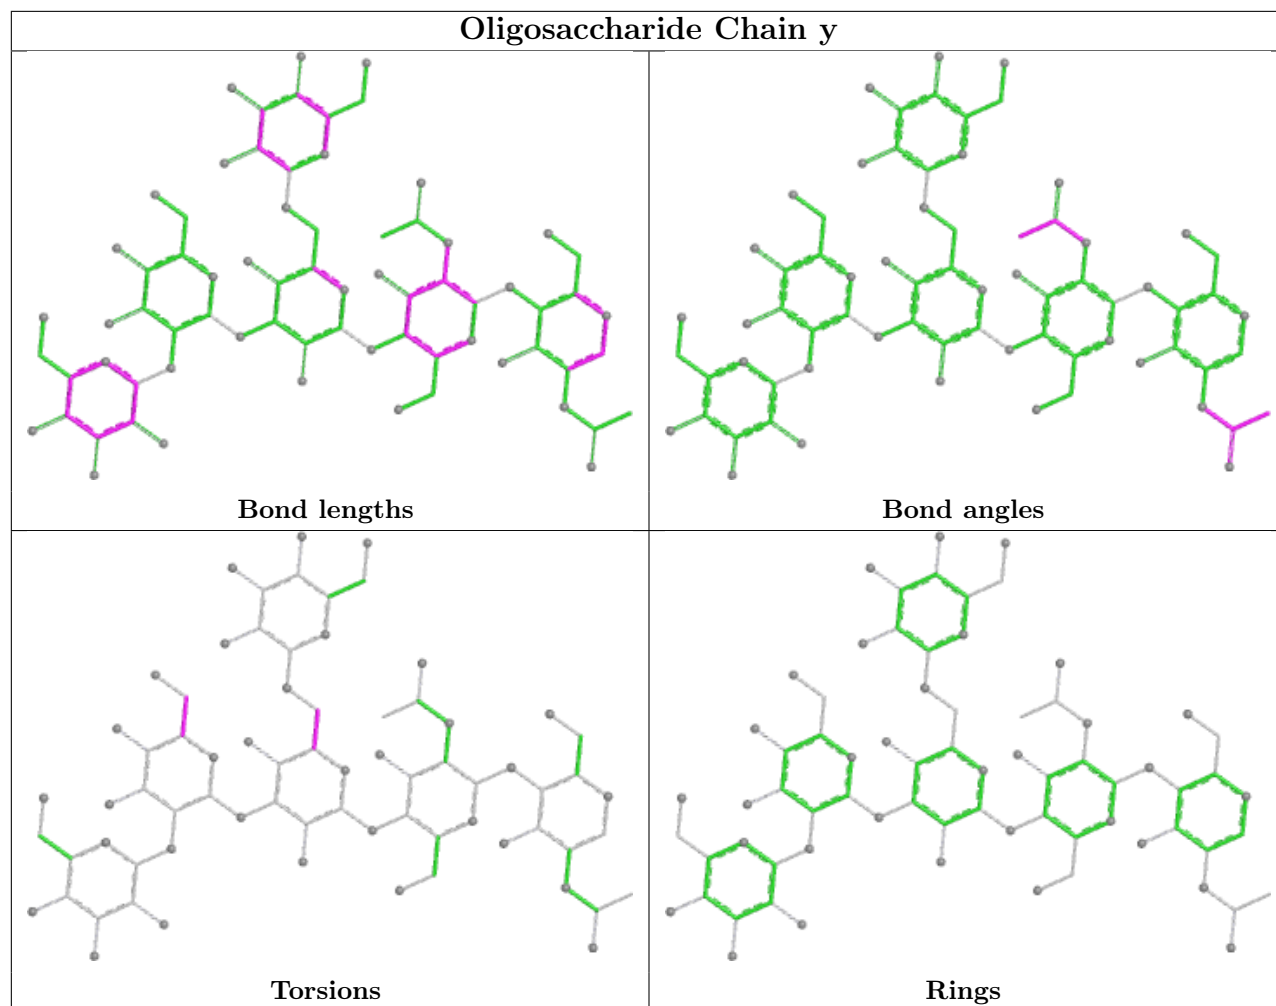 Oligosaccharide Chain y
Bond lengths
Bond angles
Torsions
Rings